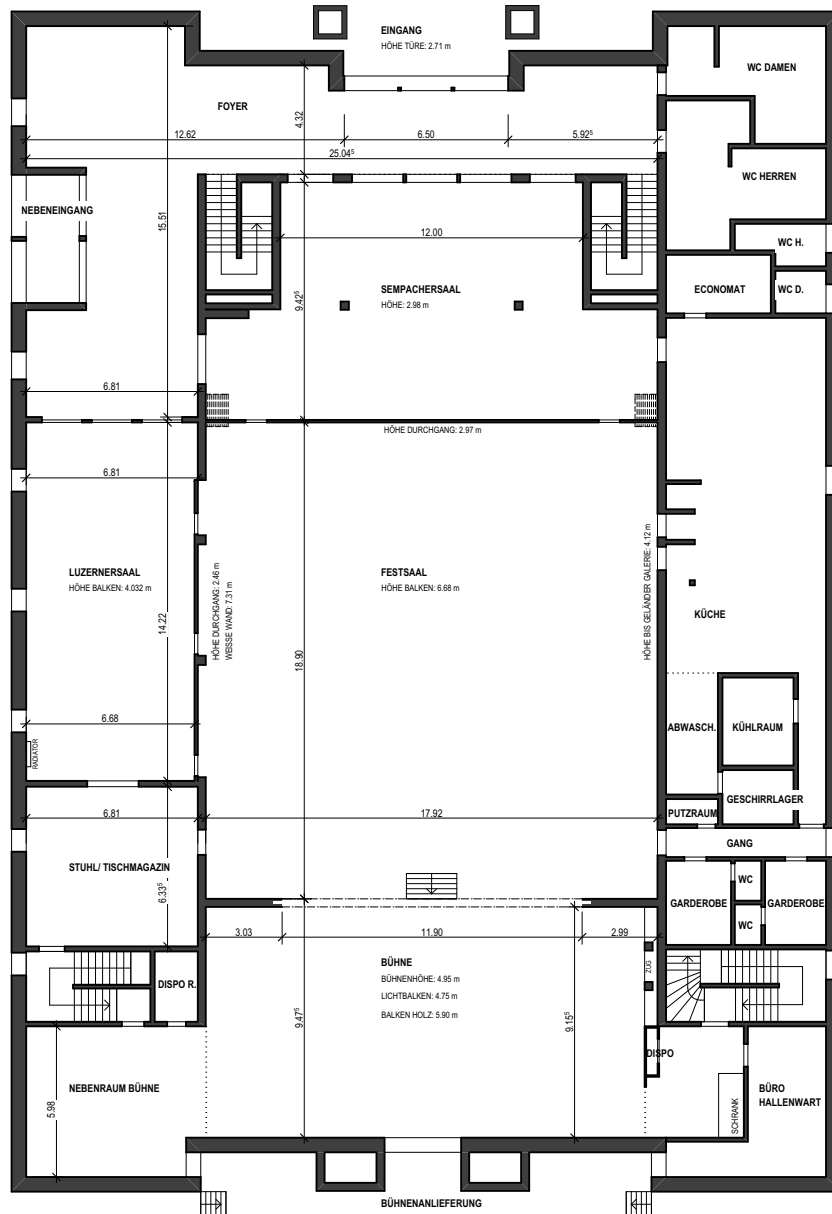 EINGANG
HÖHE TÜRE: 2.71 m
WC DAMEN
FOYER
4.32
12.62
6.50
5.92⁵
25.04⁵
WC HERREN
NEBENEINGANG
15.51
12.00
WC H.
SEMPACHERSAAL
HÖHE: 2.98 m
9.42⁵
ECONOMAT
WC D.
6.81
HÖHE DURCHGANG: 2.97 m
6.81
LUZERNERSAAL
HÖHE BALKEN: 4.032 m
14.22
HÖHE DURCHGANG: 2.46 m
WEISSE WAND: 7.31 m
FESTSAAL
HÖHE BALKEN: 6.68 m
18.90
HÖHE BIS GELÄNDER GALERIE: 4.12 m
KÜCHE
6.68
RADIATOR
ABWASCH.
KÜHLRAUM
GESCHIRRLAGER
PUTZRAUM
6.81
17.92
GANG
STUHL/ TISCHMAGAZIN
6.33⁵
WC
GARDEROBE
GARDEROBE
WC
3.03
11.90
2.99
BÜHNE
BÜHNENHÖHE: 4.95 m
LICHTBALKEN: 4.75 m
BALKEN HOLZ: 5.90 m
ZUG
DISPO R.
9.47⁵
9.15⁵
DISPO
NEBENRAUM BÜHNE
5.98
SCHRANK
BÜRO
HALLENWART
BÜHNENANLIEFERUNG